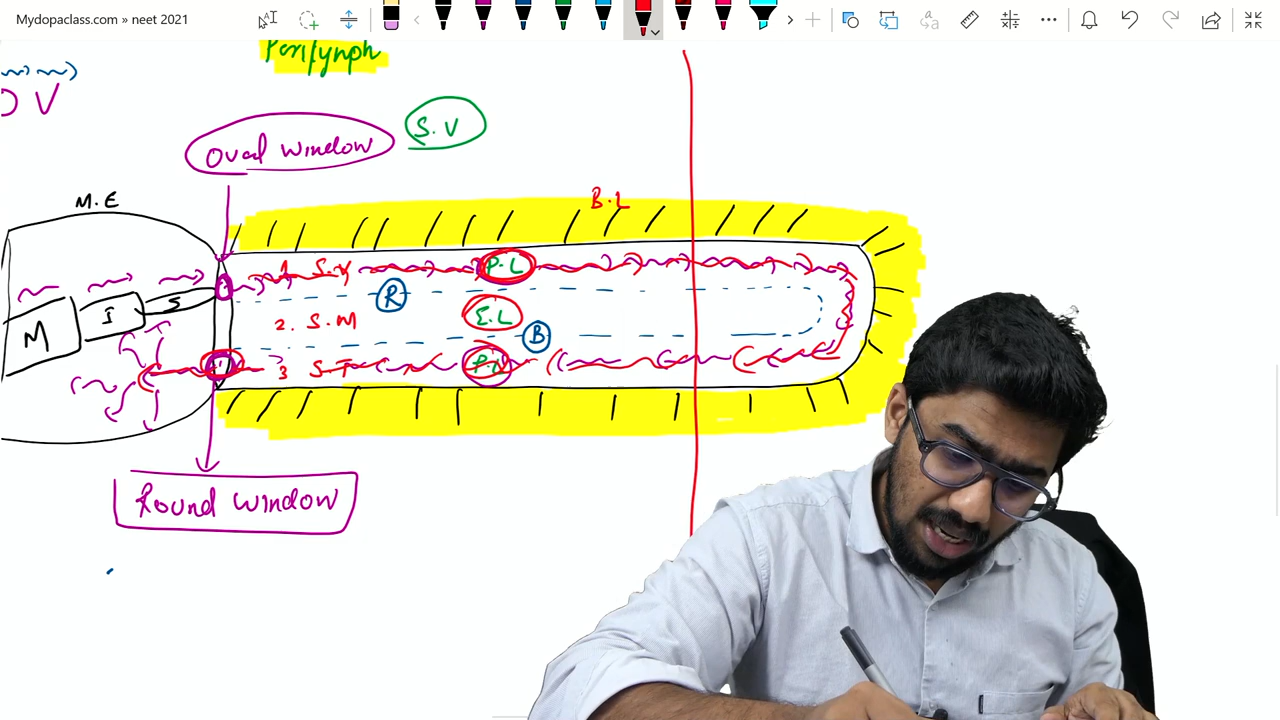 Mydopaclass.com » neet 2021
Perilymph
O V
S.V
Oval window
M.E
B.L
1 S.V
P.L
R
S
I
M
2. S.M
E.L
B
3 S.T
P.L
Round window